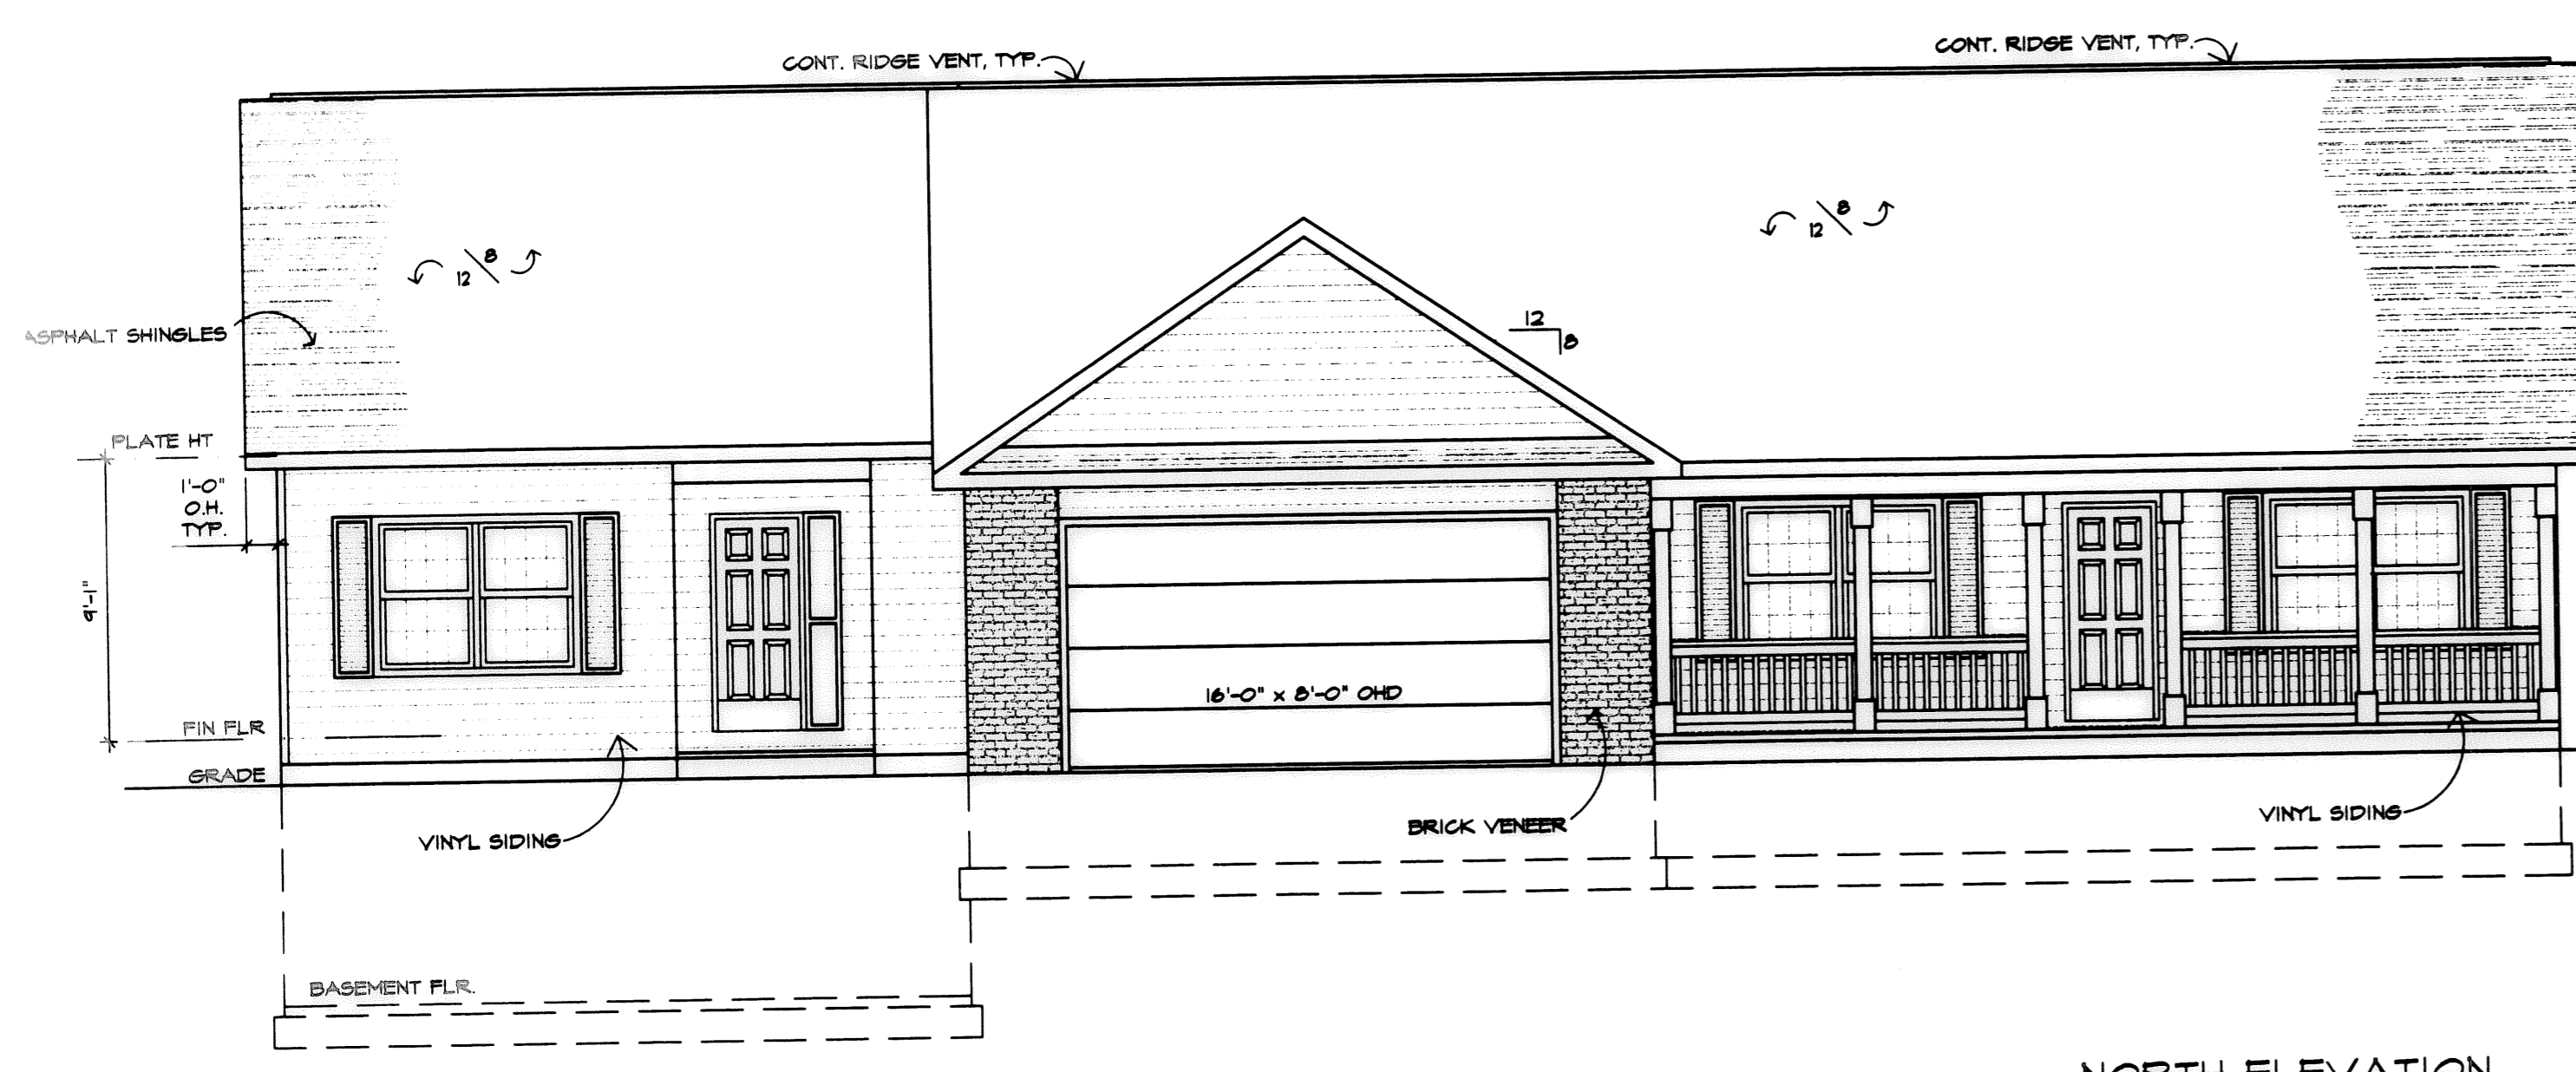 CONT. RIDGE VENT, TYP.
CONT. RIDGE VENT, TYP.
8
12
8
12
12
8
ASPHALT SHINGLES
PLATE HT
1'-0"
O.H.
TYP.
9'-1"
16'-0" x 8'-0" OHD
FIN FLR
GRADE
VINYL SIDING
BRICK VENEER
VINYL SIDING
BASEMENT FLR.
NORTH ELEVATION